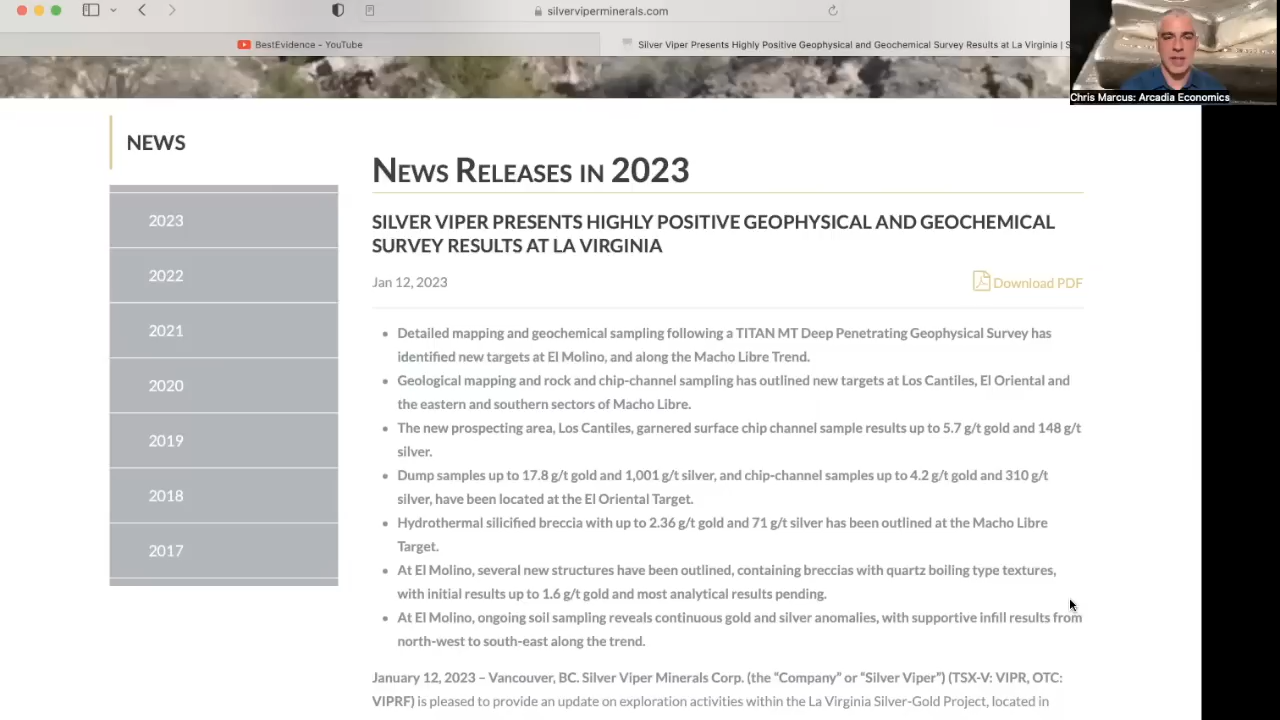 silverviperminerals.com
BestEvidence - YouTube
Silver Viper Presents Highly Positive Geophysical and Geochemical Survey Results at La Virginia | S
Chris Marcus: Arcadia Economics
NEWS
2023
2022
2021
2020
2019
2018
2017
NEWS RELEASES IN 2023
SILVER VIPER PRESENTS HIGHLY POSITIVE GEOPHYSICAL AND GEOCHEMICAL
SURVEY RESULTS AT LA VIRGINIA
Jan 12, 2023
Download PDF
• Detailed mapping and geochemical sampling following a TITAN MT Deep Penetrating Geophysical Survey has
identified new targets at El Molino, and along the Macho Libre Trend.
• Geological mapping and rock and chip-channel sampling has outlined new targets at Los Cantiles, El Oriental and
the eastern and southern sectors of Macho Libre.
• The new prospecting area, Los Cantiles, garnered surface chip channel sample results up to 5.7 g/t gold and 148 g/t
silver.
• Dump samples up to 17.8 g/t gold and 1,001 g/t silver, and chip-channel samples up to 4.2 g/t gold and 310 g/t
silver, have been located at the El Oriental Target.
• Hydrothermal silicified breccia with up to 2.36 g/t gold and 71 g/t silver has been outlined at the Macho Libre
Target.
• At El Molino, several new structures have been outlined, containing breccias with quartz boiling type textures,
with initial results up to 1.6 g/t gold and most analytical results pending.
• At El Molino, ongoing soil sampling reveals continuous gold and silver anomalies, with supportive infill results from
north-west to south-east along the trend.
January 12, 2023 – Vancouver, BC. Silver Viper Minerals Corp. (the “Company” or “Silver Viper”) (TSX-V: VIPR, OTC:
VIPRF) is pleased to provide an update on exploration activities within the La Virginia Silver-Gold Project, located in